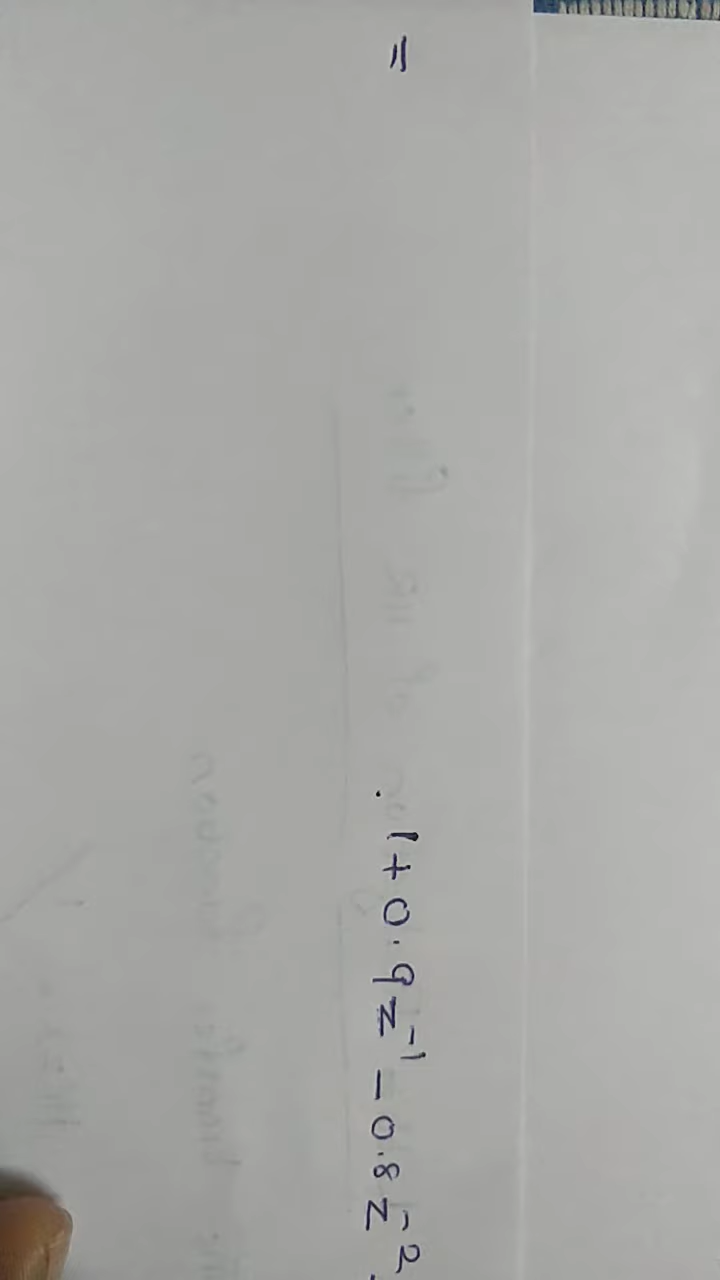 = 1 + 0.9z⁻¹ - 0.8z⁻²